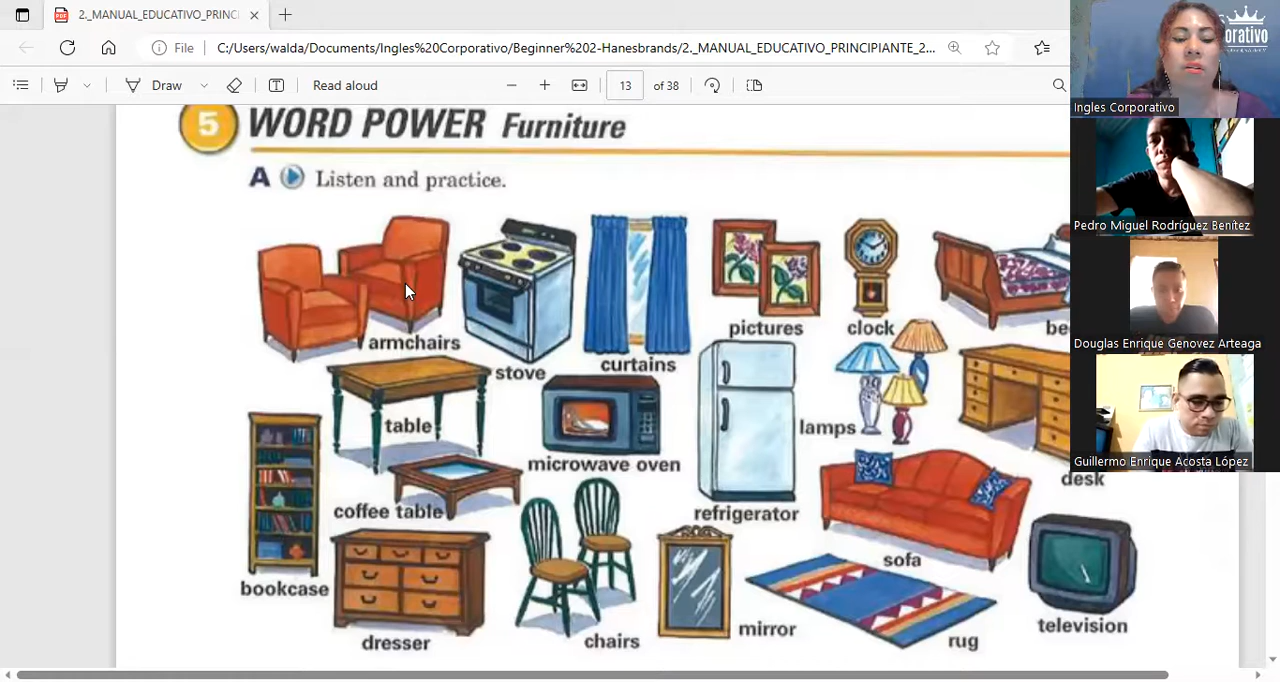 2._MANUAL_EDUCATIVO_PRINCI
File
C:/Users/walda/Documents/Ingles%20Corporativo/Beginner%202-Hanesbrands/2._MANUAL_EDUCATIVO_PRINCIPIANTE_2...
Draw
Read aloud
13 of 38
5 WORD POWER Furniture
A Listen and practice.
armchairs
stove
curtains
pictures
clock
be
table
microwave oven
lamps
desk
coffee table
refrigerator
sofa
bookcase
dresser
chairs
mirror
rug
television
Ingles Corporativo
Pedro Miguel Rodríguez Benítez
Douglas Enrique Genovez Arteaga
Guillermo Enrique Acosta López